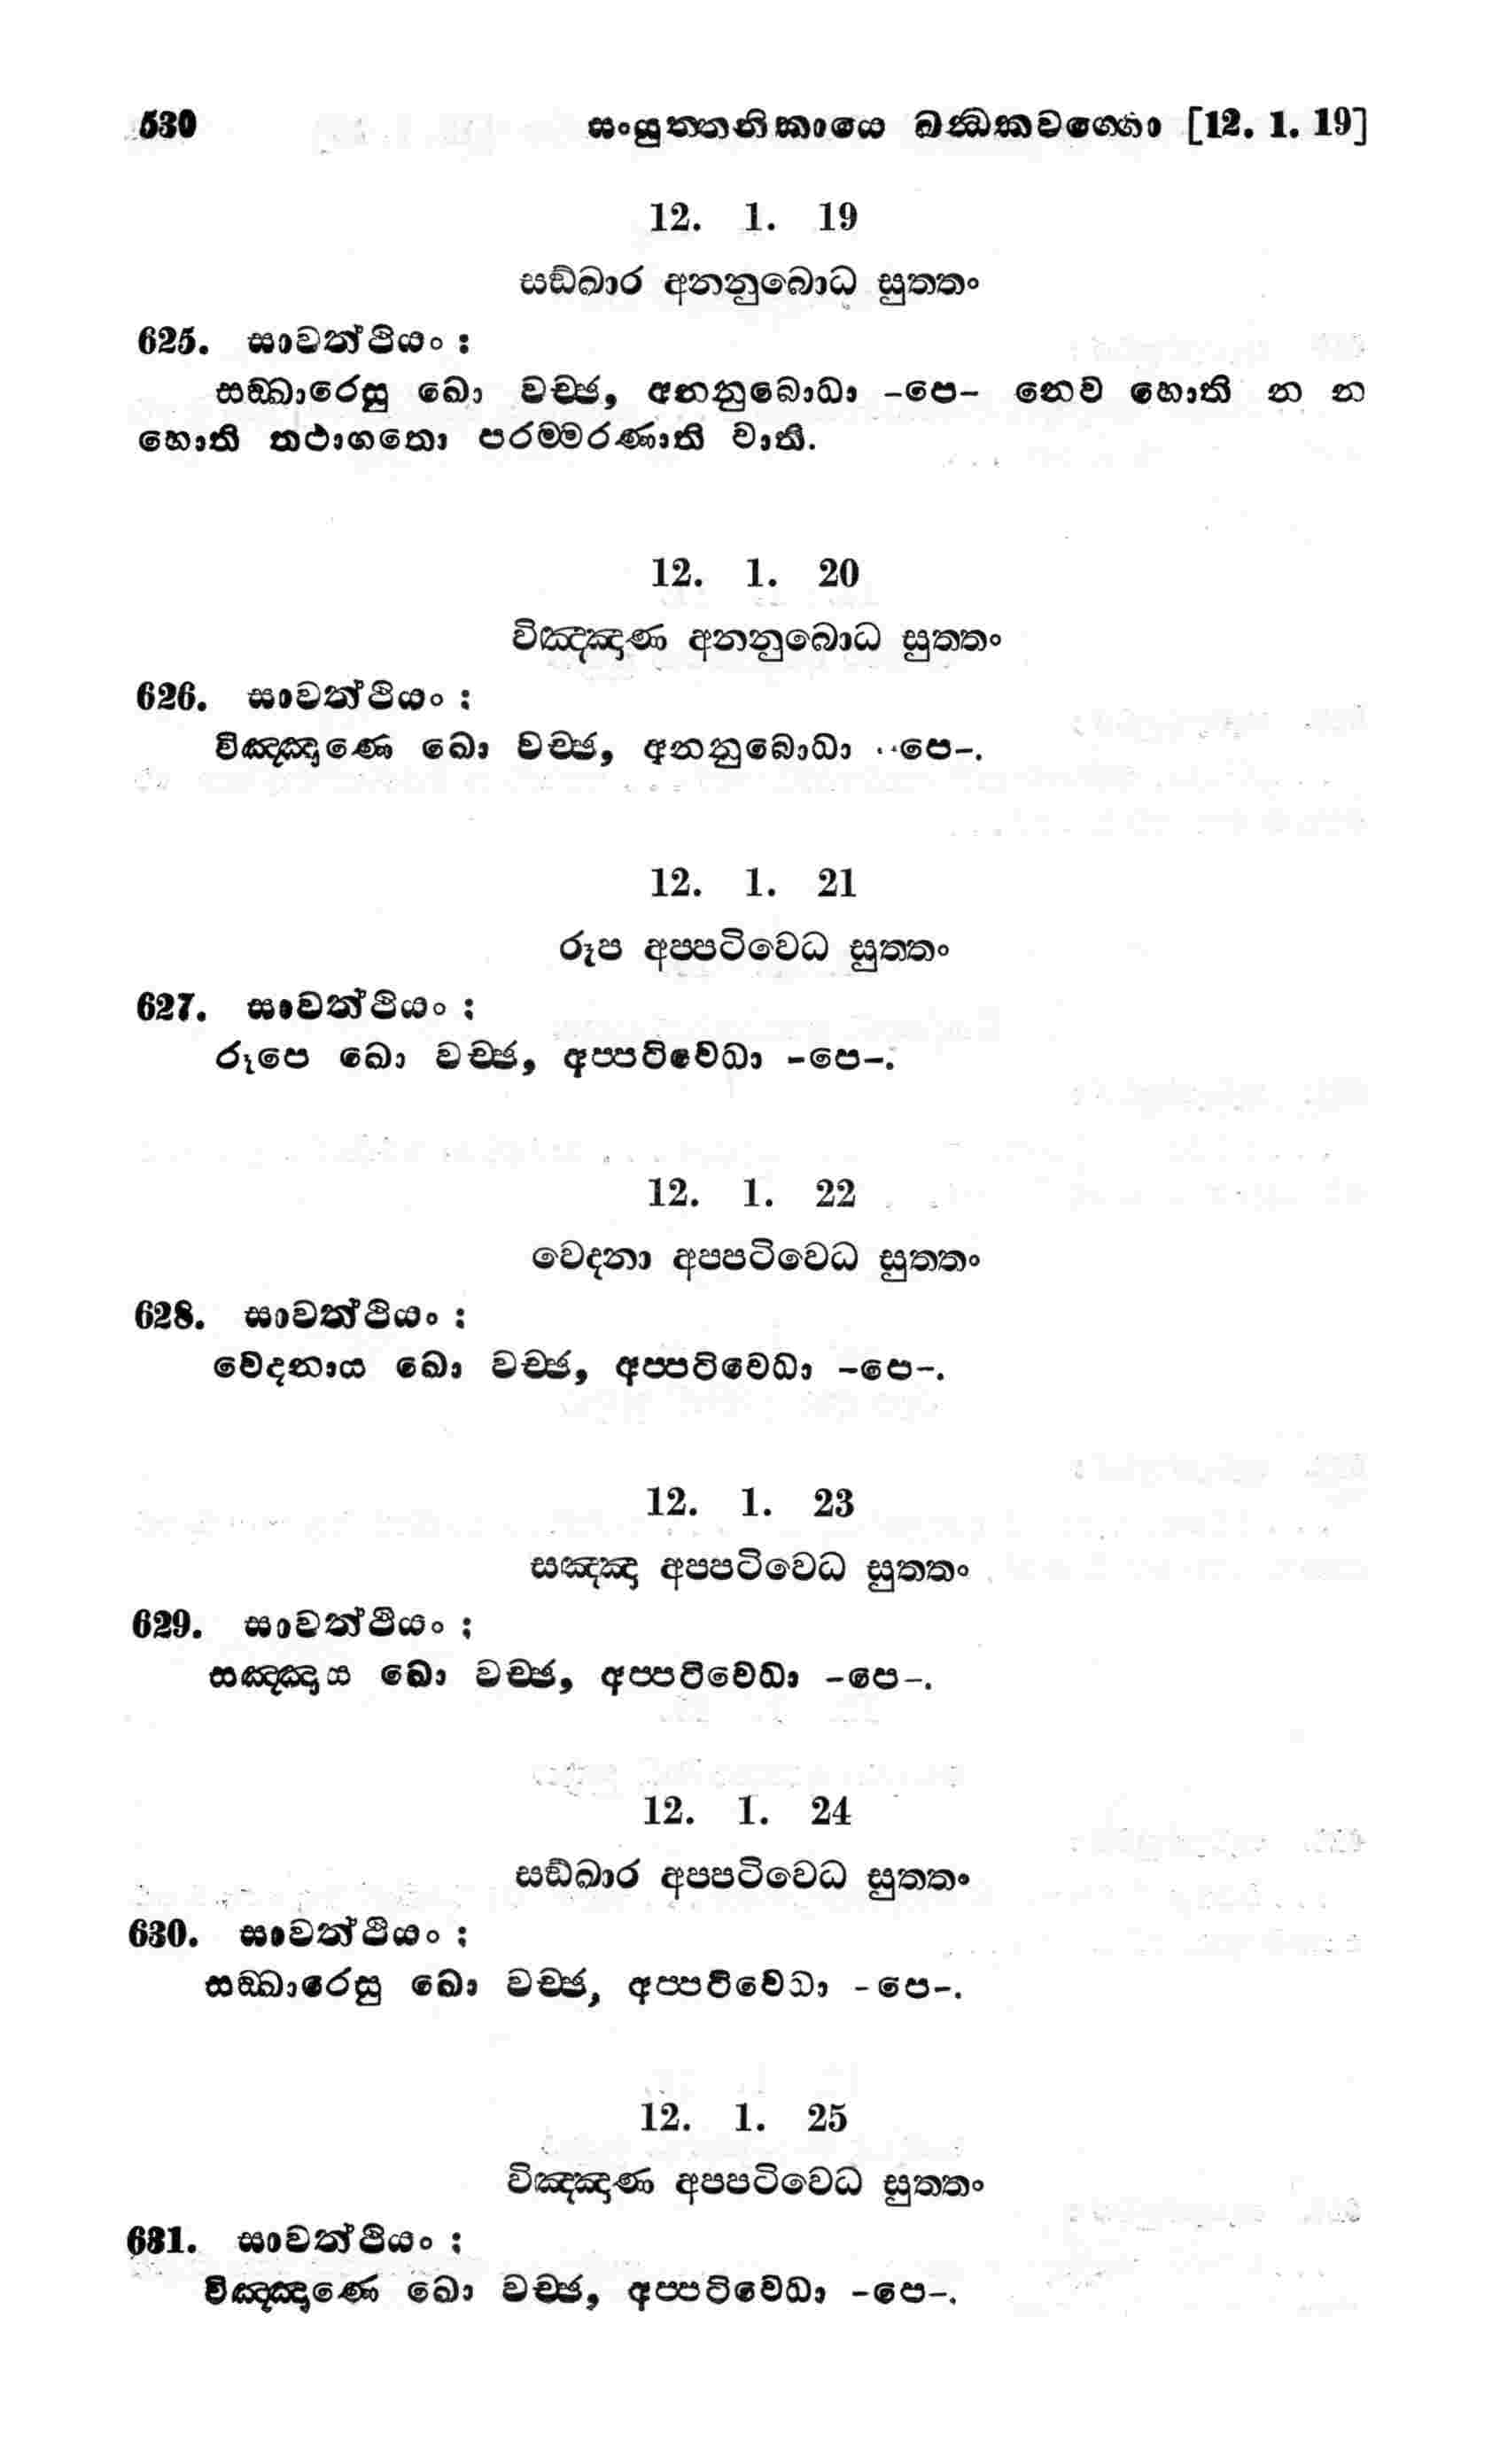 530 සංයුත්තනිකායෙ ඛන්ධකවග්ගො [12. 1. 19]
12. 1. 19
සඞ්ඛාර අනනුබොධ සුත්තං
625. සාවත්ථියං :
සඞ්ඛාරෙසු ඛො වච්ඡ, අනනුබොධා -පෙ- නෙව හොති න න
හොති තථාගතො පරම්මරණාති වාති.
12. 1. 20
විඤ්ඤාණ අනනුබොධ සුත්තං
626. සාවත්ථියං :
විඤ්ඤාණෙ ඛො වච්ඡ, අනනුබොධා -පෙ-.
12. 1. 21
රූප අප්පටිවෙධ සුත්තං
627. සාවත්ථියං :
රූපෙ ඛො වච්ඡ, අප්පටිවෙධා -පෙ-.
12. 1. 22
වෙදනා අප්පටිවෙධ සුත්තං
628. සාවත්ථියං :
වේදනාය ඛො වච්ඡ, අප්පටිවෙධා -පෙ-.
12. 1. 23
සඤ්ඤා අප්පටිවෙධ සුත්තං
629. සාවත්ථියං :
සඤ්ඤාය ඛො වච්ඡ, අප්පටිවෙධා -පෙ-.
12. 1. 24
සඞ්ඛාර අප්පටිවෙධ සුත්තං
630. සාවත්ථියං :
සඞ්ඛාරෙසු ඛො වච්ඡ, අප්පටිවෙධා -පෙ-.
12. 1. 25
විඤ්ඤාණ අප්පටිවෙධ සුත්තං
631. සාවත්ථියං :
විඤ්ඤාණෙ ඛො වච්ඡ, අප්පටිවෙධා -පෙ-.